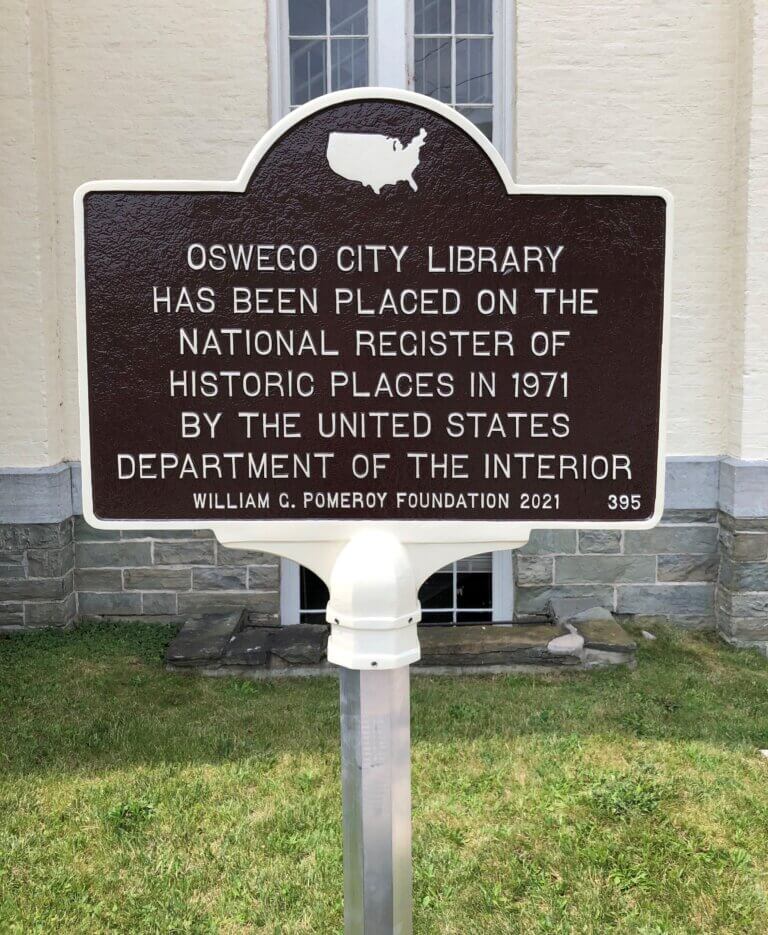 OSWEGO CITY LIBRARY
HAS BEEN PLACED ON THE
NATIONAL REGISTER OF
HISTORIC PLACES IN 1971
BY THE UNITED STATES
DEPARTMENT OF THE INTERIOR
WILLIAM G. POMEROY FOUNDATION 2021 395